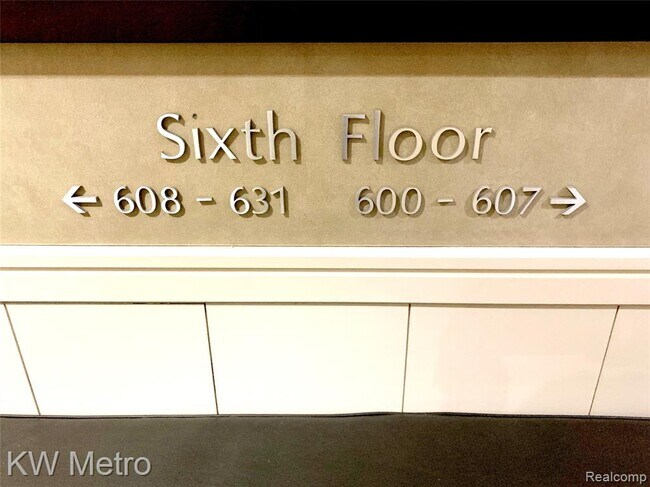 Sixth Floor
← 608 - 631 600 - 607 →
KW Metro
Realcomp